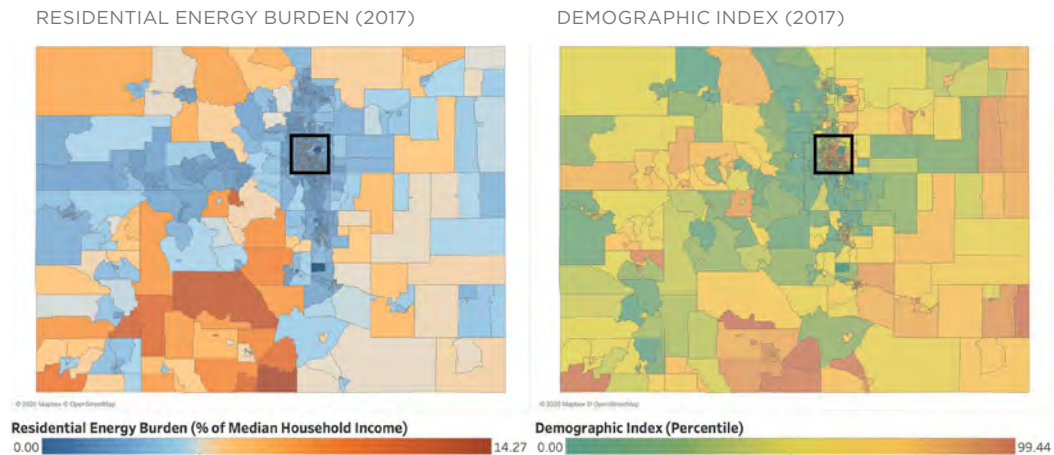 RESIDENTIAL ENERGY BURDEN (2017)
DEMOGRAPHIC INDEX (2017)
© 2020 Mapbox © OpenStreetMap
© 2020 Mapbox © OpenStreetMap
Residential Energy Burden (% of Median Household Income)
0.00 14.27
Demographic Index (Percentile)
0.00 99.44